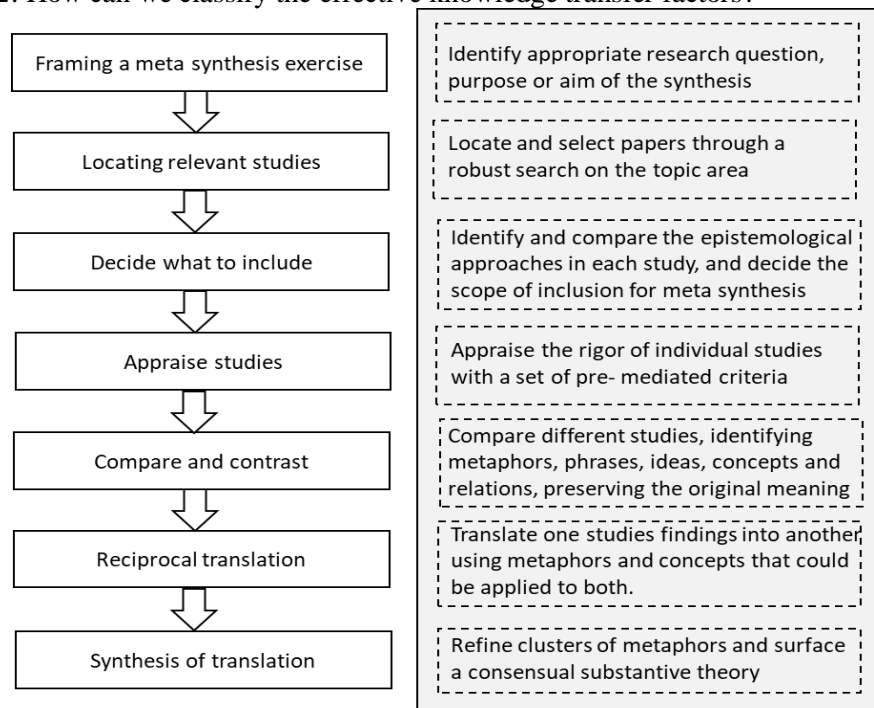 2. How can we classify the effective knowledge transfer factors?
Framing a meta synthesis exercise
Identify appropriate research question,
purpose or aim of the synthesis
Locating relevant studies
Locate and select papers through a
robust search on the topic area
Decide what to include
Identify and compare the epistemological
approaches in each study, and decide the
scope of inclusion for meta synthesis
Appraise studies
Appraise the rigor of individual studies
with a set of pre- mediated criteria
Compare and contrast
Compare different studies, identifying
metaphors, phrases, ideas, concepts and
relations, preserving the original meaning
Reciprocal translation
Translate one studies findings into another
using metaphors and concepts that could
be applied to both.
Synthesis of translation
Refine clusters of metaphors and surface
a consensual substantive theory